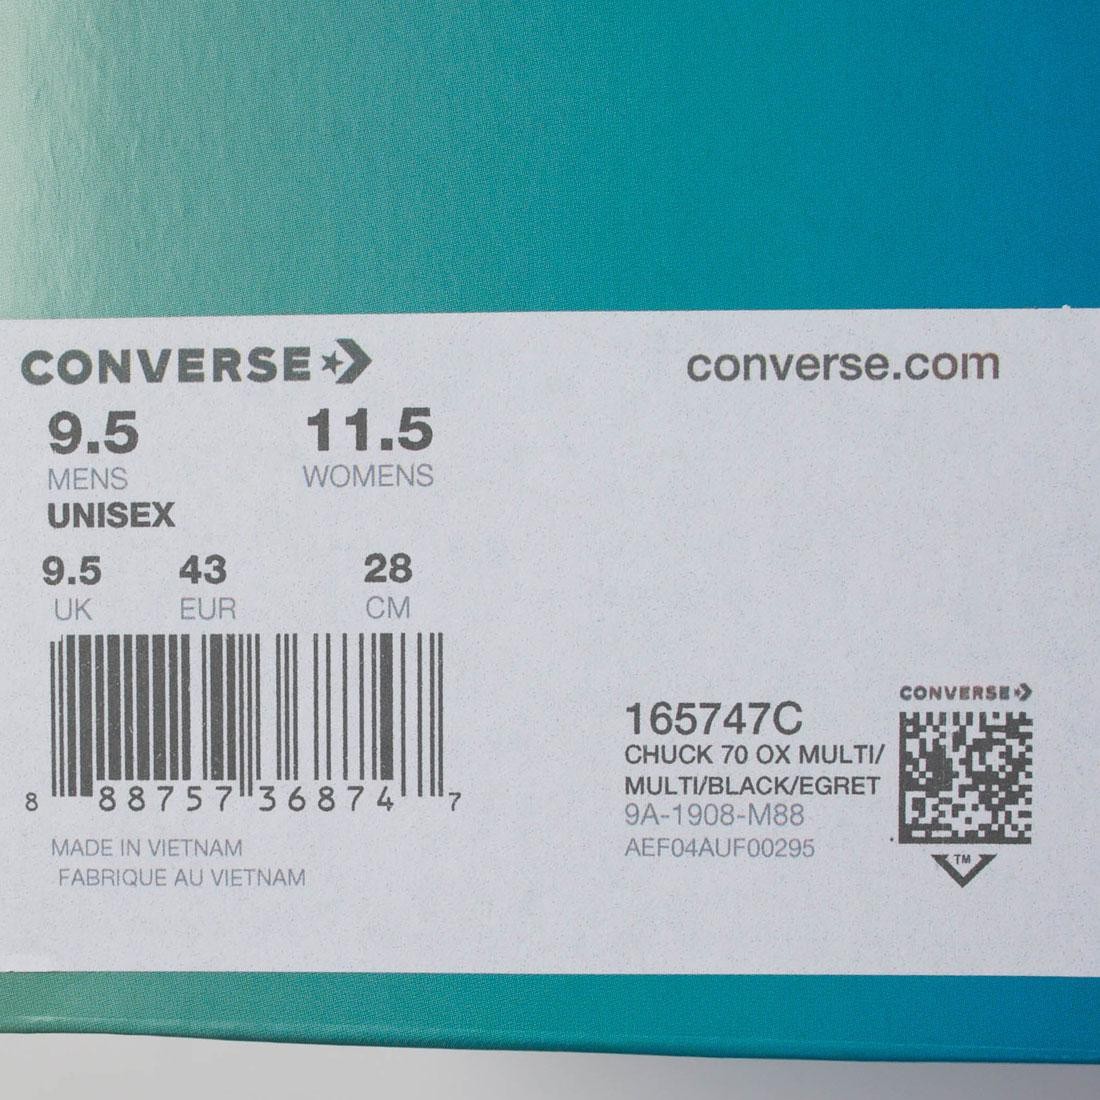 CONVERSE
converse.com
9.5 11.5
MENS WOMENS
UNISEX
9.5 43 28
UK EUR CM
8 88757 36874 7
MADE IN VIETNAM
FABRIQUE AU VIETNAM
CONVERSE
165747C
CHUCK 70 OX MULTI/
MULTI/BLACK/EGRET
9A-1908-M88
AEF04AUF00295
TM